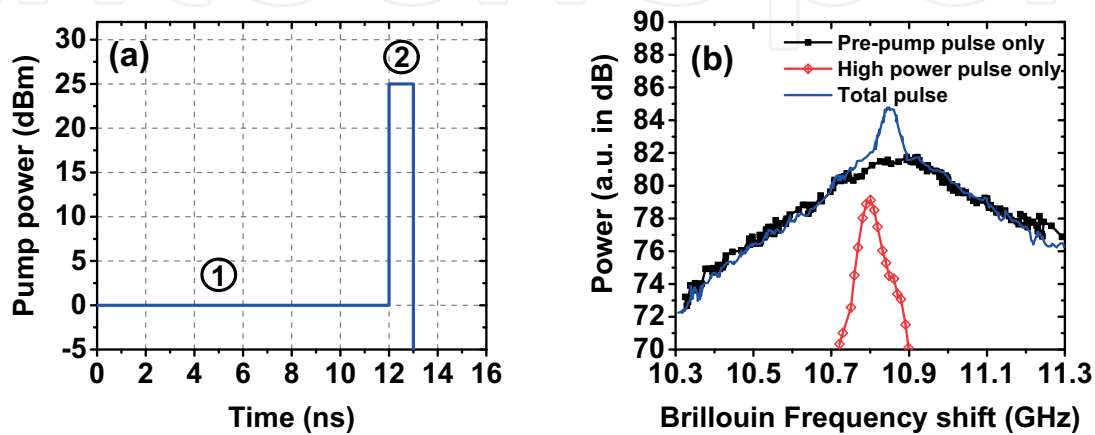 (a)
①
②
30
25
20
15
10
5
0
-5
0 2 4 6 8 10 12 14 16
Pump power (dBm)
Time (ns)
(b)
Pre-pump pulse only
High power pulse only
Total pulse
90
88
86
84
82
80
78
76
74
72
70
10.3 10.5 10.7 10.9 11.1 11.3
Power (a.u. in dB)
Brillouin Frequency shift (GHz)